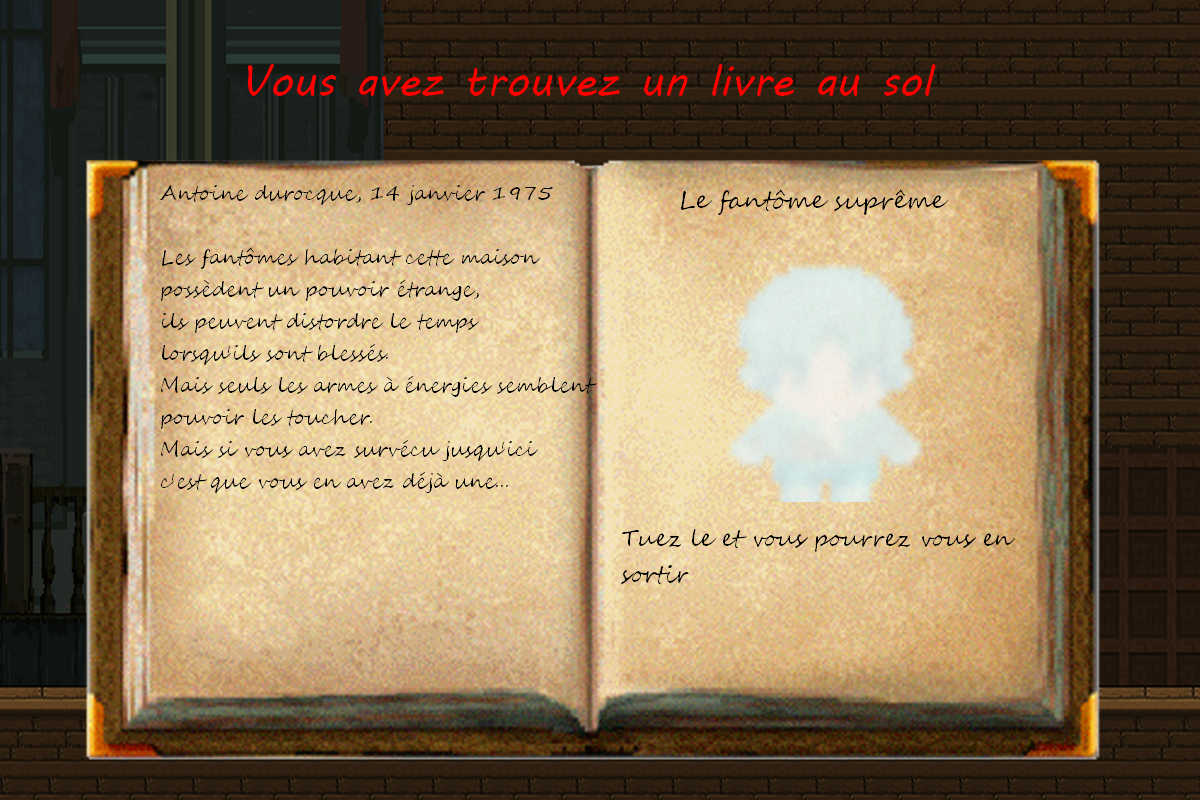 Vous avez trouvez un livre au sol
Antoine durocque, 14 janvier 1975
Les fantômes habitant cette maison
possèdent un pouvoir étrange,
ils peuvent distordre le temps
lorsqu'ils sont blessés.
Mais seuls les armes à énergies semblent
pouvoir les toucher.
Mais si vous avez survécu jusqu'ici
c'est que vous en avez déjà une...
Le fantôme suprême
Tuez le et vous pourrez vous en
sortir